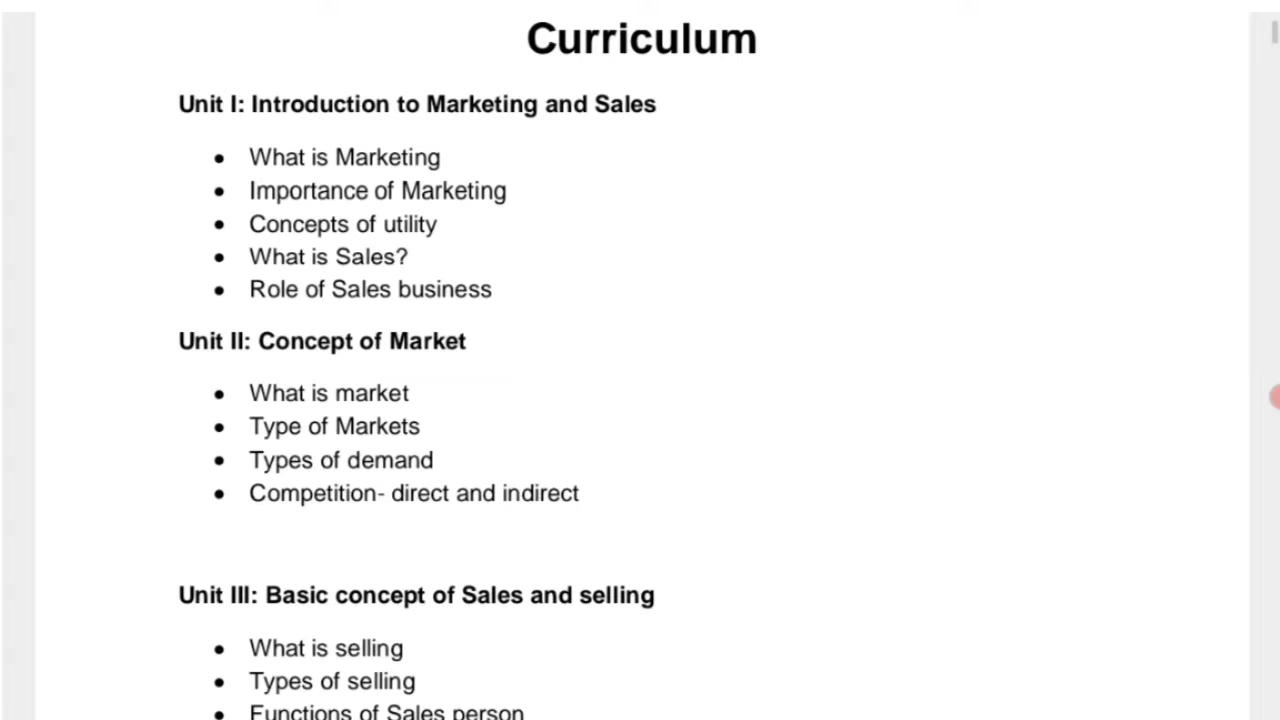 Curriculum
Unit I: Introduction to Marketing and Sales
• What is Marketing
• Importance of Marketing
• Concepts of utility
• What is Sales?
• Role of Sales business
Unit II: Concept of Market
• What is market
• Type of Markets
• Types of demand
• Competition- direct and indirect
Unit III: Basic concept of Sales and selling
• What is selling
• Types of selling
• Functions of Sales person